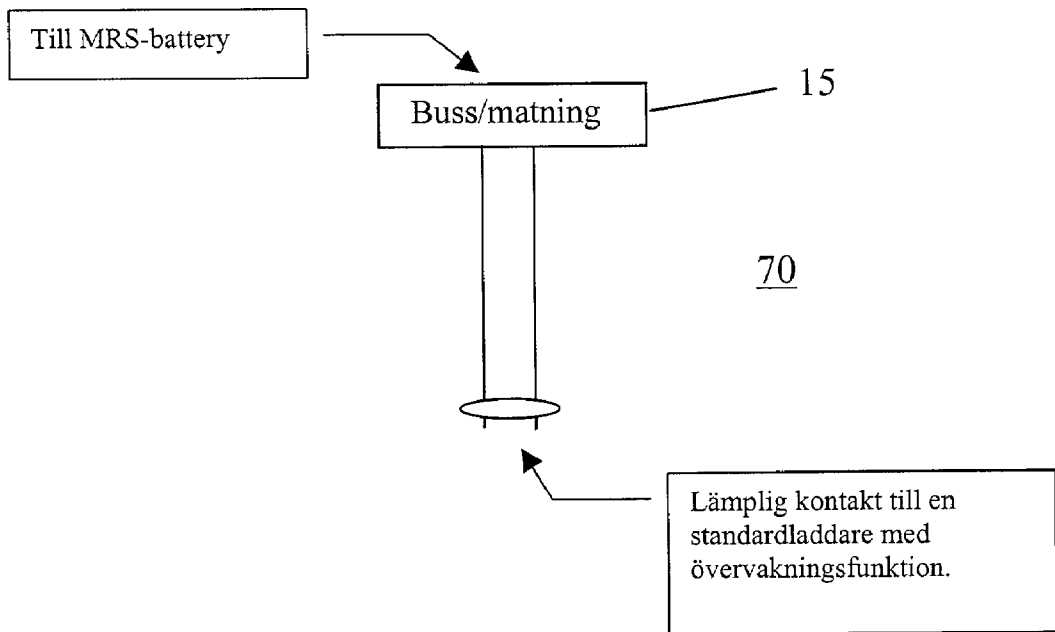 Till MRS-battery
Buss/matning
15
70
Lämplig kontakt till en
standardladdare med
övervakningsfunktion.